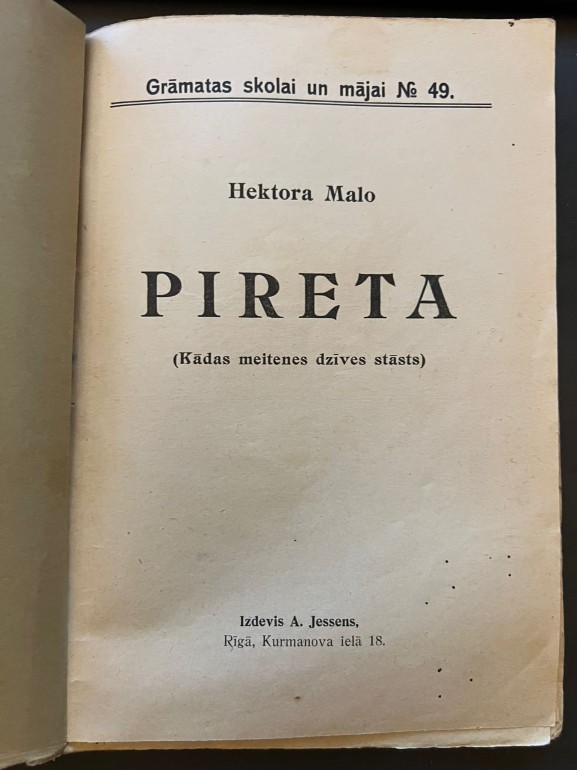 Grāmatas skolai un mājai № 49.
Hektora Malo
PIRETA
(Kādas meitenes dzīves stāsts)
Izdevis A. Jessens,
Rīgā, Kurmanova ielā 18.